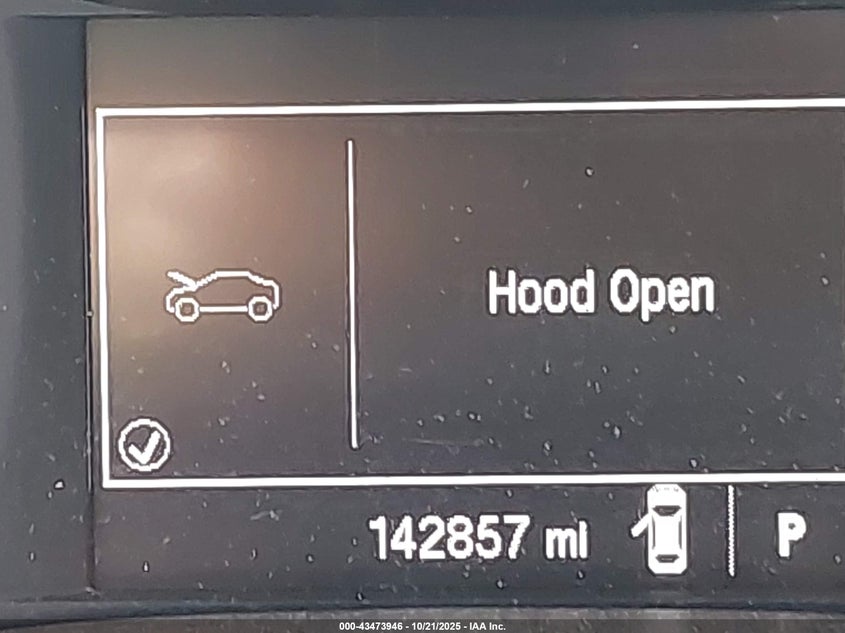 Hood Open
142857 mi
P
000-43473946 - 10/21/2025 - IAA Inc.